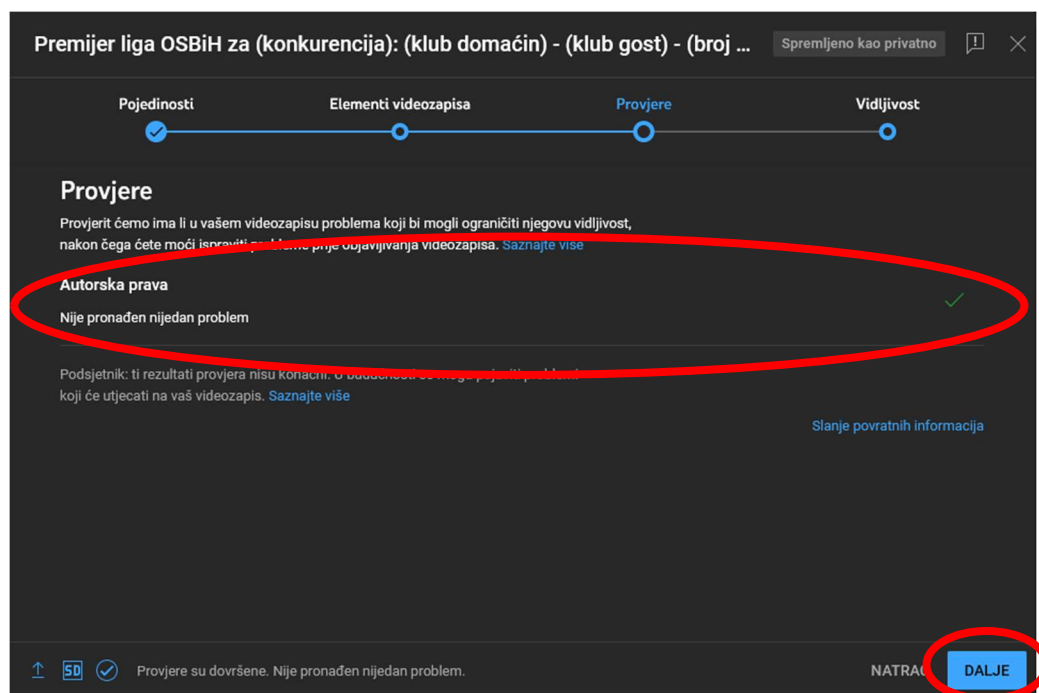 Premijer liga OSBiH za (konkurencija): (klub domaćin) - (klub gost) - (broj ...
Spremljeno kao privatno
Pojedinosti
Elementi videozapisa
Provjere
Vidljivost
Provjere
Provjerit ćemo ima li u vašem videozapisu problema koji bi mogli ograničiti njegovu vidljivost,
nakon čega ćete moći ispraviti probleme prije objavljivanja videozapisa. Saznajte više
Autorska prava
Nije pronađen nijedan problem
Podsjetnik: ti rezultati provjera nisu konačni. U budućnosti se mogu pojaviti problemi
koji će utjecati na vaš videozapis. Saznajte više
Slanje povratnih informacija
SD
Provjere su dovršene. Nije pronađen nijedan problem.
NATRAG
DALJE